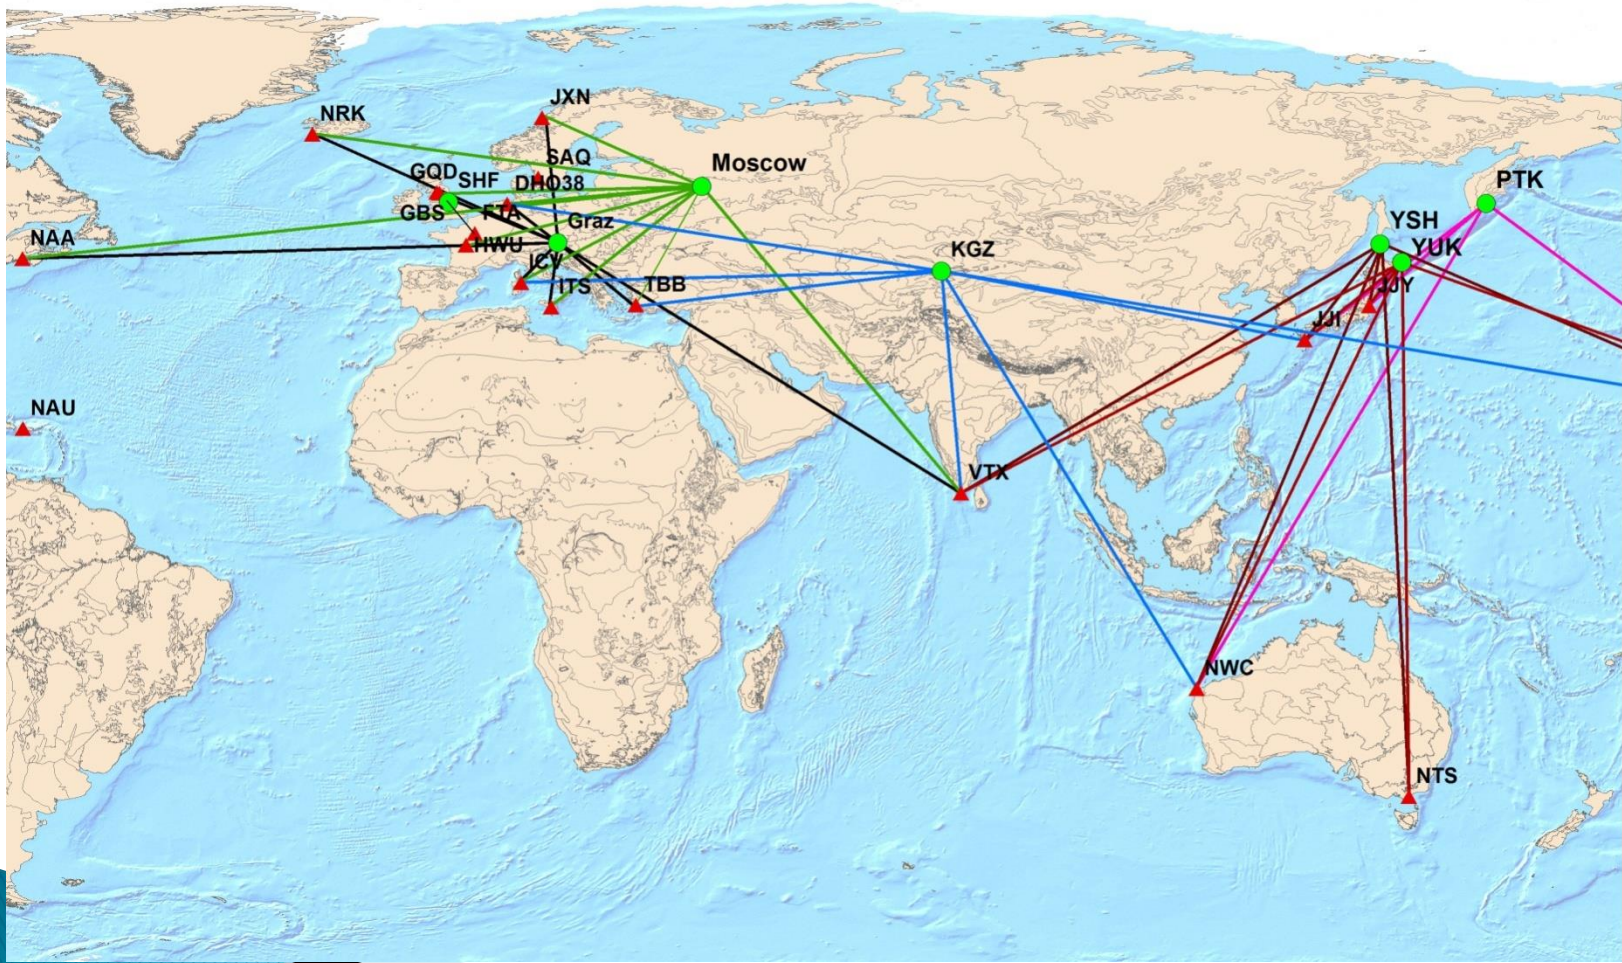 JXN
NRK
SAQ
Moscow
GQD
SHF
DHO38
PTK
GBS
FTA
Graz
YSH
NAA
HWU
KGZ
YUK
ICV
ITS
TBB
JJY
JJI
NAU
VTX
NWC
NTS